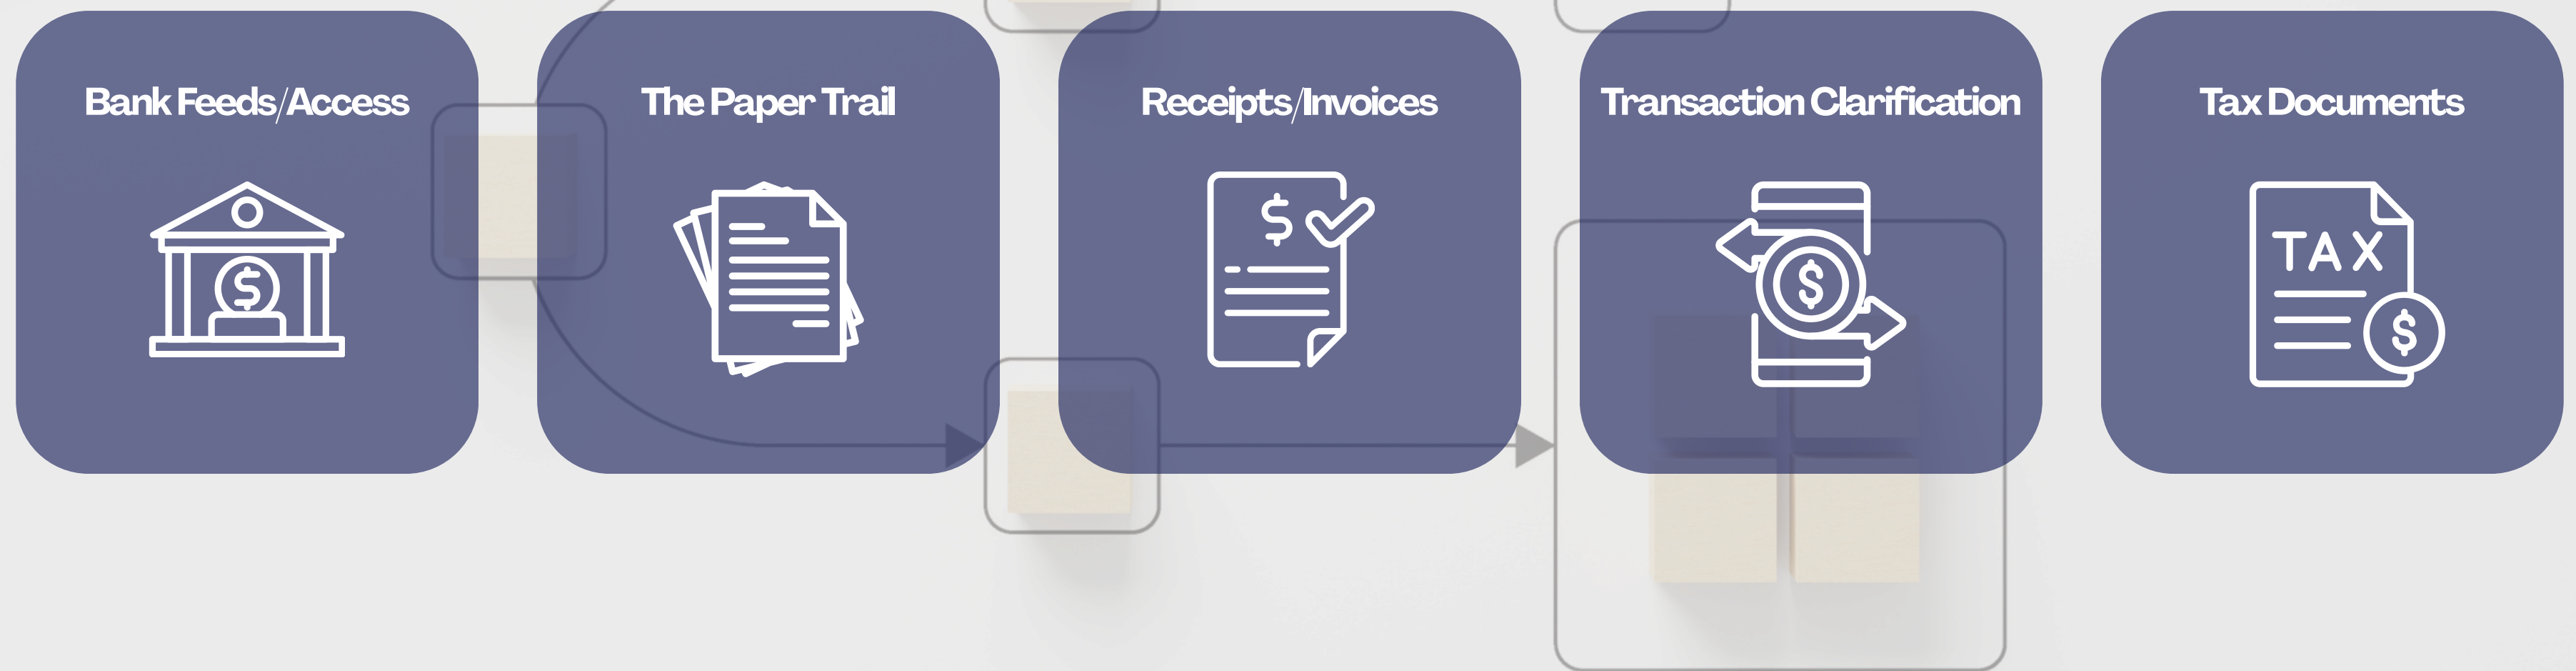 Bank Feeds/Access
The Paper Trail
Receipts/Invoices
Transaction Clarification
Tax Documents
$
$
$
TAX
$